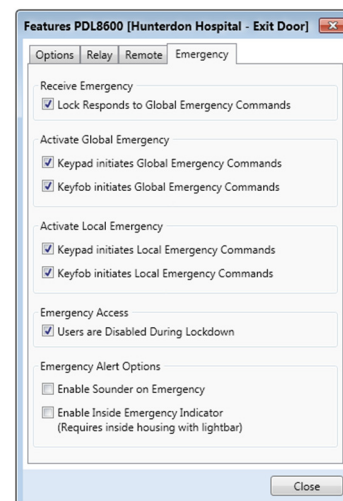 Features PDL8600 [Hunterdon Hospital - Exit Door]
Options Relay Remote Emergency
Receive Emergency
Lock Responds to Global Emergency Commands
Activate Global Emergency
Keypad initiates Global Emergency Commands
Keyfob initiates Global Emergency Commands
Activate Local Emergency
Keypad initiates Local Emergency Commands
Keyfob initiates Local Emergency Commands
Emergency Access
Users are Disabled During Lockdown
Emergency Alert Options
Enable Sounder on Emergency
Enable Inside Emergency Indicator
(Requires inside housing with lightbar)
Close